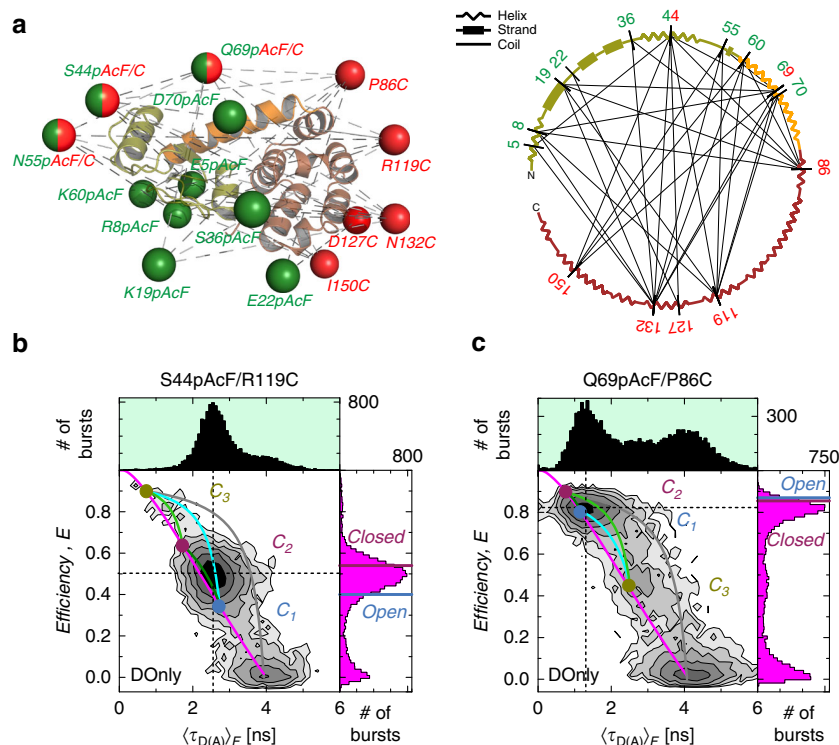 a
Q69pAcF/C
S44pAcF/C
P86C
D70pAcF
N55pAcF/C
E5pAcF
R119C
K60pAcF
R8pAcF
S36pAcF
D127C
N132C
K19pAcF
E22pAcF
I150C
Helix
Strand
Coil
5
8
19
22
36
44
55
60
69
70
86
119
127
132
150
N
C
b
S44pAcF/R119C
# of bursts
800
800
Efficiency, E
0.8
0.6
0.4
0.2
0.0
C3
C2
C1
Closed
Open
DOnly
0 2 4 6
⟨τD(A)⟩F [ns]
# of bursts
c
Q69pAcF/P86C
# of bursts
300
750
Efficiency, E
0.8
0.6
0.4
0.2
0.0
C2
C1
C3
Open
Closed
DOnly
0 2 4 6
⟨τD(A)⟩F [ns]
# of bursts